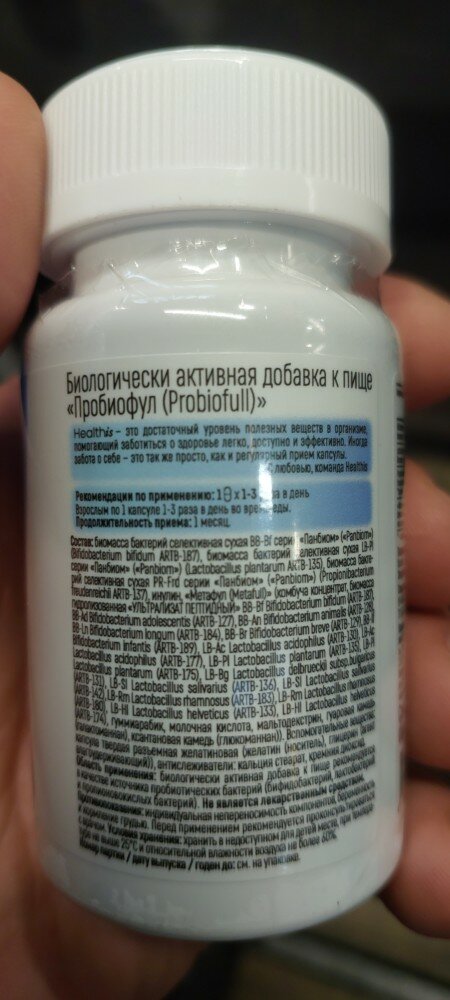 Биологически активная добавка к пище
«Пробиофул (Probiofull)»
Healthis – это достаточный уровень полезных веществ в организме,
помогающий заботиться о здоровье легко, доступно и эффективно. Иногда
забота о себе – это так же просто, как и регулярный прием капсулы.
С любовью, команда Healthis
Рекомендации по применению: 1 x 1-3 раза в день
Взрослым по 1 капсуле 1-3 раза в день во время еды.
Продолжительность приема: 1 месяц.
Состав: биомасса бактерий селективная сухая BB-Bf серии «Панбиом» («Panbiom»)
(Bifidobacterium bifidum ARTB-187), биомасса бактерий селективная сухая LB-Pl
серии «Панбиом» («Panbiom») (Lactobacillus plantarum ARTB-135), биомасса бакте-
рий селективная сухая PR-Frd серии «Панбиом» («Panbiom») (Propionibacterium
freudenreichii ARTB-137), инулин, «Метафул (Metafull)» (комбуча концентрат, биомасса
гидролизованная «УЛЬТРАЛИЗАТ ПЕПТИДНЫЙ» BB-Bf Bifidobacterium bifidum (ARTB-187),
BB-Ad Bifidobacterium adolescentis (ARTB-127), BB-An Bifidobacterium animalis (ARTB-128),
BB-Ln Bifidobacterium longum (ARTB-184), BB-Br Bifidobacterium breve (ARTB-129), BB-If
Bifidobacterium infantis (ARTB-189), LB-Ac Lactobacillus acidophilus (ARTB-130), LB-Ac
Lactobacillus acidophilus (ARTB-177), LB-Pl Lactobacillus plantarum (ARTB-135), LB-Pl
Lactobacillus plantarum (ARTB-175), LB-Bg Lactobacillus delbrueckii subsp.bulgaricus
(ARTB-131), LB-Sl Lactobacillus salivarius (ARTB-136), LB-Sl Lactobacillus salivarius
(ARTB-142), LB-Rm Lactobacillus rhamnosus (ARTB-183), LB-Rm Lactobacillus rhamnosus
(ARTB-180), LB-Hl Lactobacillus helveticus (ARTB-133), LB-Hl Lactobacillus helveticus
(ARTB-174), гуммиарабик, молочная кислота, мальтодекстрин, гуаровая камедь
(галактоманнан), ксантановая камедь (глюкоманнан)). Вспомогательные вещества:
капсула твердая разъемная желатиновая (желатин (носитель), глицерин (агент
влагоудерживающий)), антислеживатели: кальция стеарат, кремния диоксид.
Область применения: биологически активная добавка к пище рекомендуется
в качестве источника пробиотических бактерий (бифидобактерий, лактобактерий
и пропионовокислых бактерий). Не является лекарственным средством.
Противопоказания: индивидуальная непереносимость компонентов, беременность
и кормление грудью. Перед применением рекомендуется проконсультироваться
с врачом. Условия хранения: хранить в недоступном для детей месте, при темпера-
туре не выше 25°C и относительной влажности воздуха не более 60%.
Номер партии / дату выпуска / годен до: см. на упаковке.